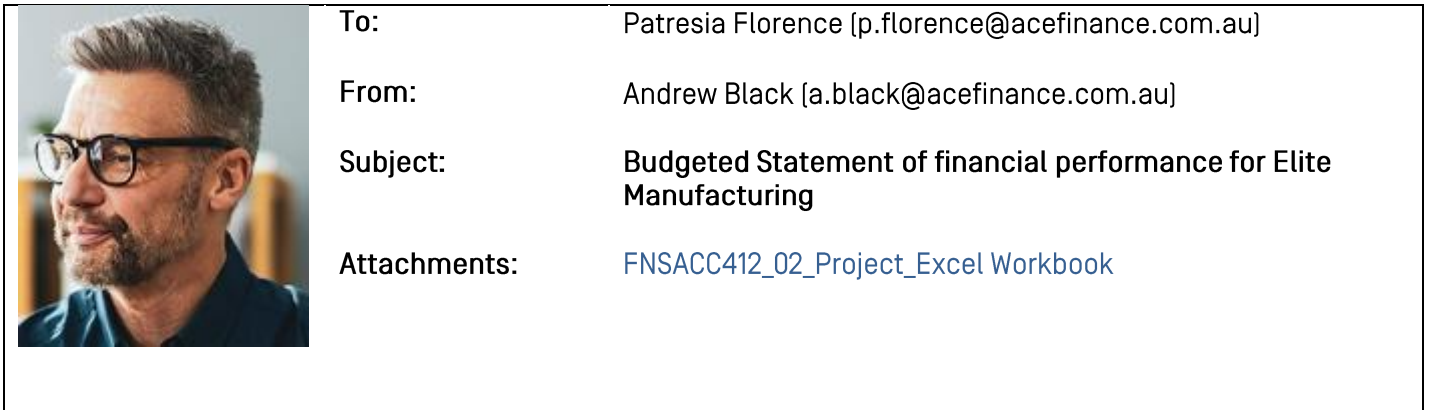 To: Patresia Florence (p.florence@acefinance.com.au)
From: Andrew Black (a.black@acefinance.com.au)
Subject: Budgeted Statement of financial performance for Elite
Manufacturing
Attachments: FNSACC412_02_Project_Excel Workbook